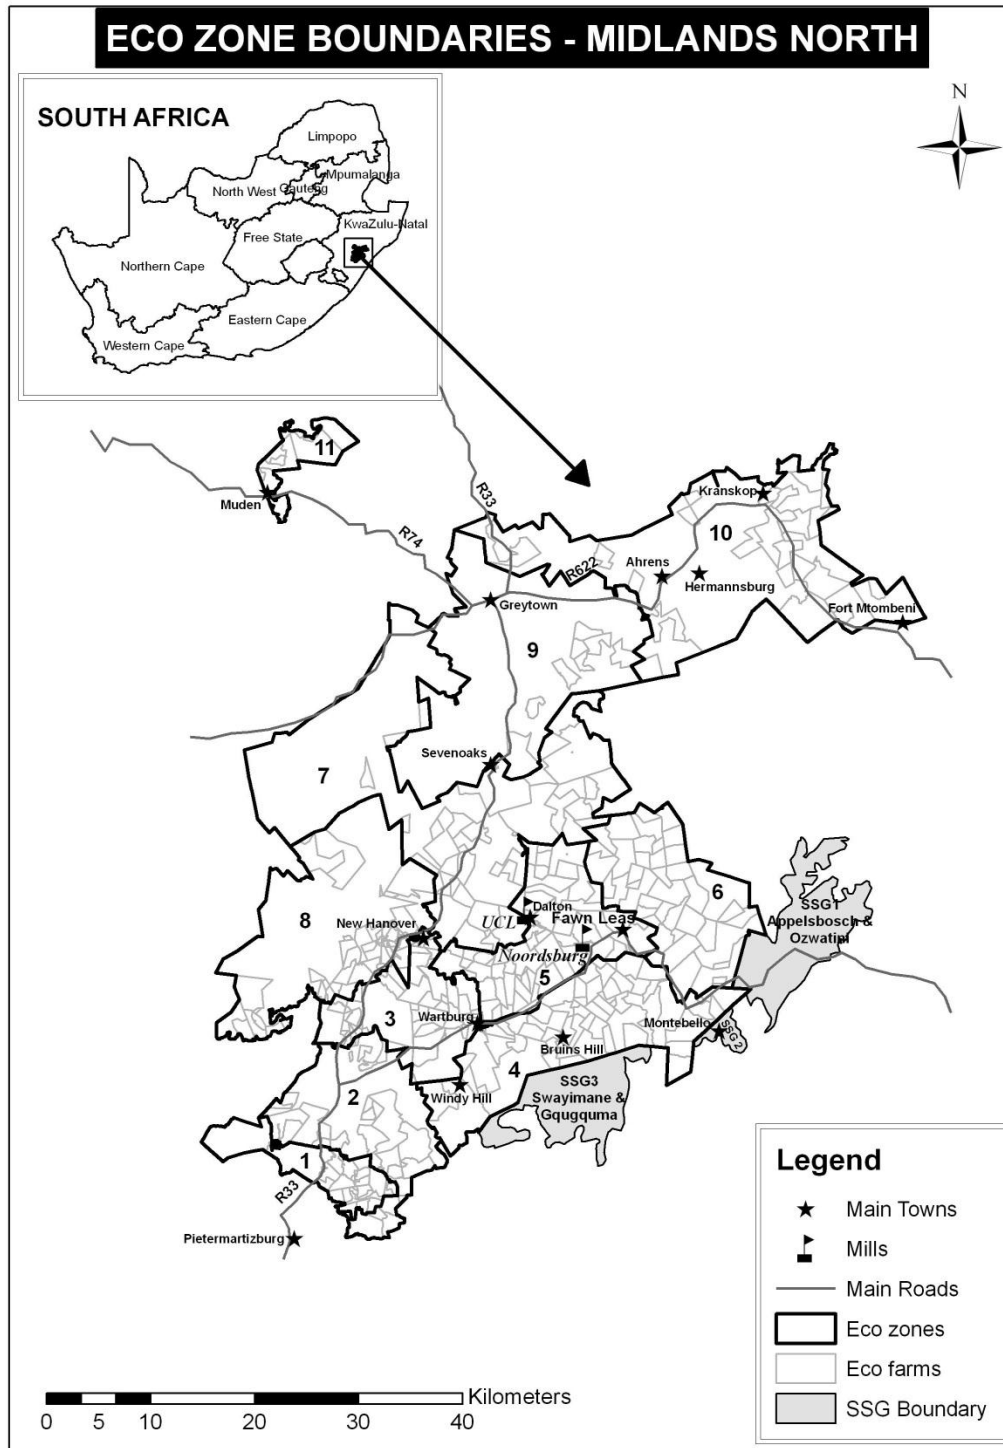 ECO ZONE BOUNDARIES - MIDLANDS NORTH
SOUTH AFRICA
Limpopo
Mpumalanga
North West
Gauteng
KwaZulu-Natal
Free State
Northern Cape
Eastern Cape
Western Cape
N
11
Muden
R33
R74
R622
Kranskop
10
Ahrens
Hermannsburg
Fort Mtombeni
Greytown
9
Sevenoaks
7
8
New Hanover
UCL
Dalton
Fawn Leas
Noordsburg
6
SSG1
Appelsbosch &
Ozwatini
5
3
Wartburg
Montebello
SSG2
Bruins Hill
4
Windy Hill
SSG3
Swayimane &
Gqugquma
2
1
R33
Pietermartizburg
Legend
Main Towns
Mills
Main Roads
Eco zones
Eco farms
SSG Boundary
Kilometers
0 5 10 20 30 40